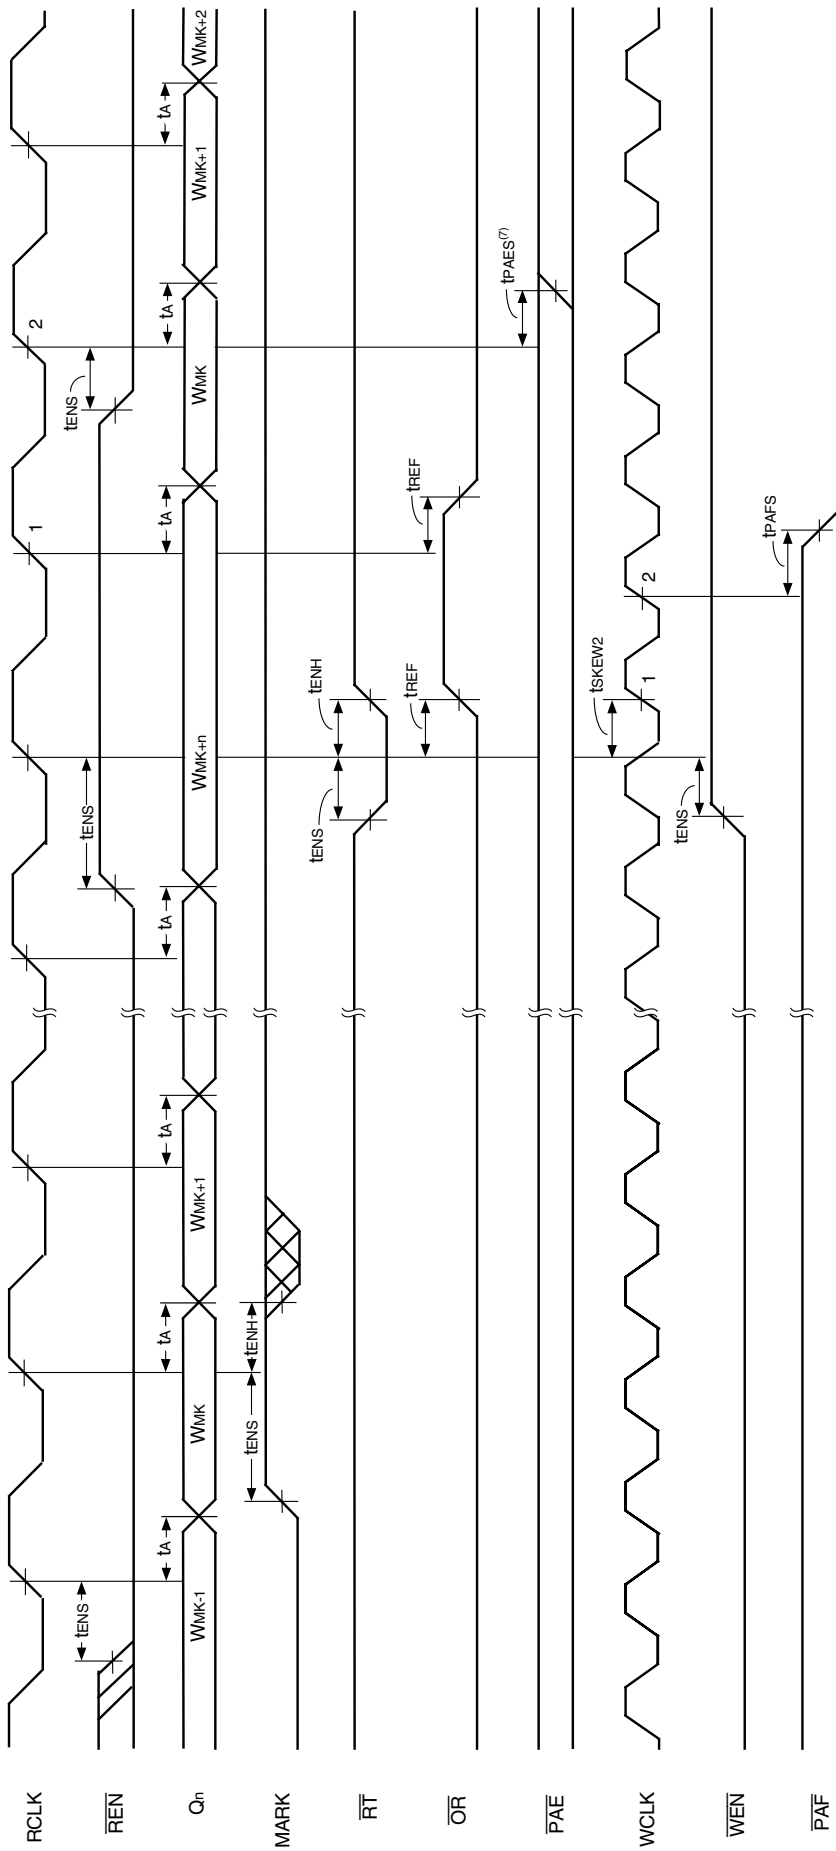 RCLK 1 2
REN tENS tENS tENS
tA tA tA tA tA tA tA
Qn WMK-1 WMK WMK+1 WMK+n WMK WMK+1 WMK+2
MARK tENS tENH
RT tENS tENH
OR tREF tREF
PAE tPAES(7)
WCLK tSKEW2 1 2
WEN tENS
PAF tPAFS